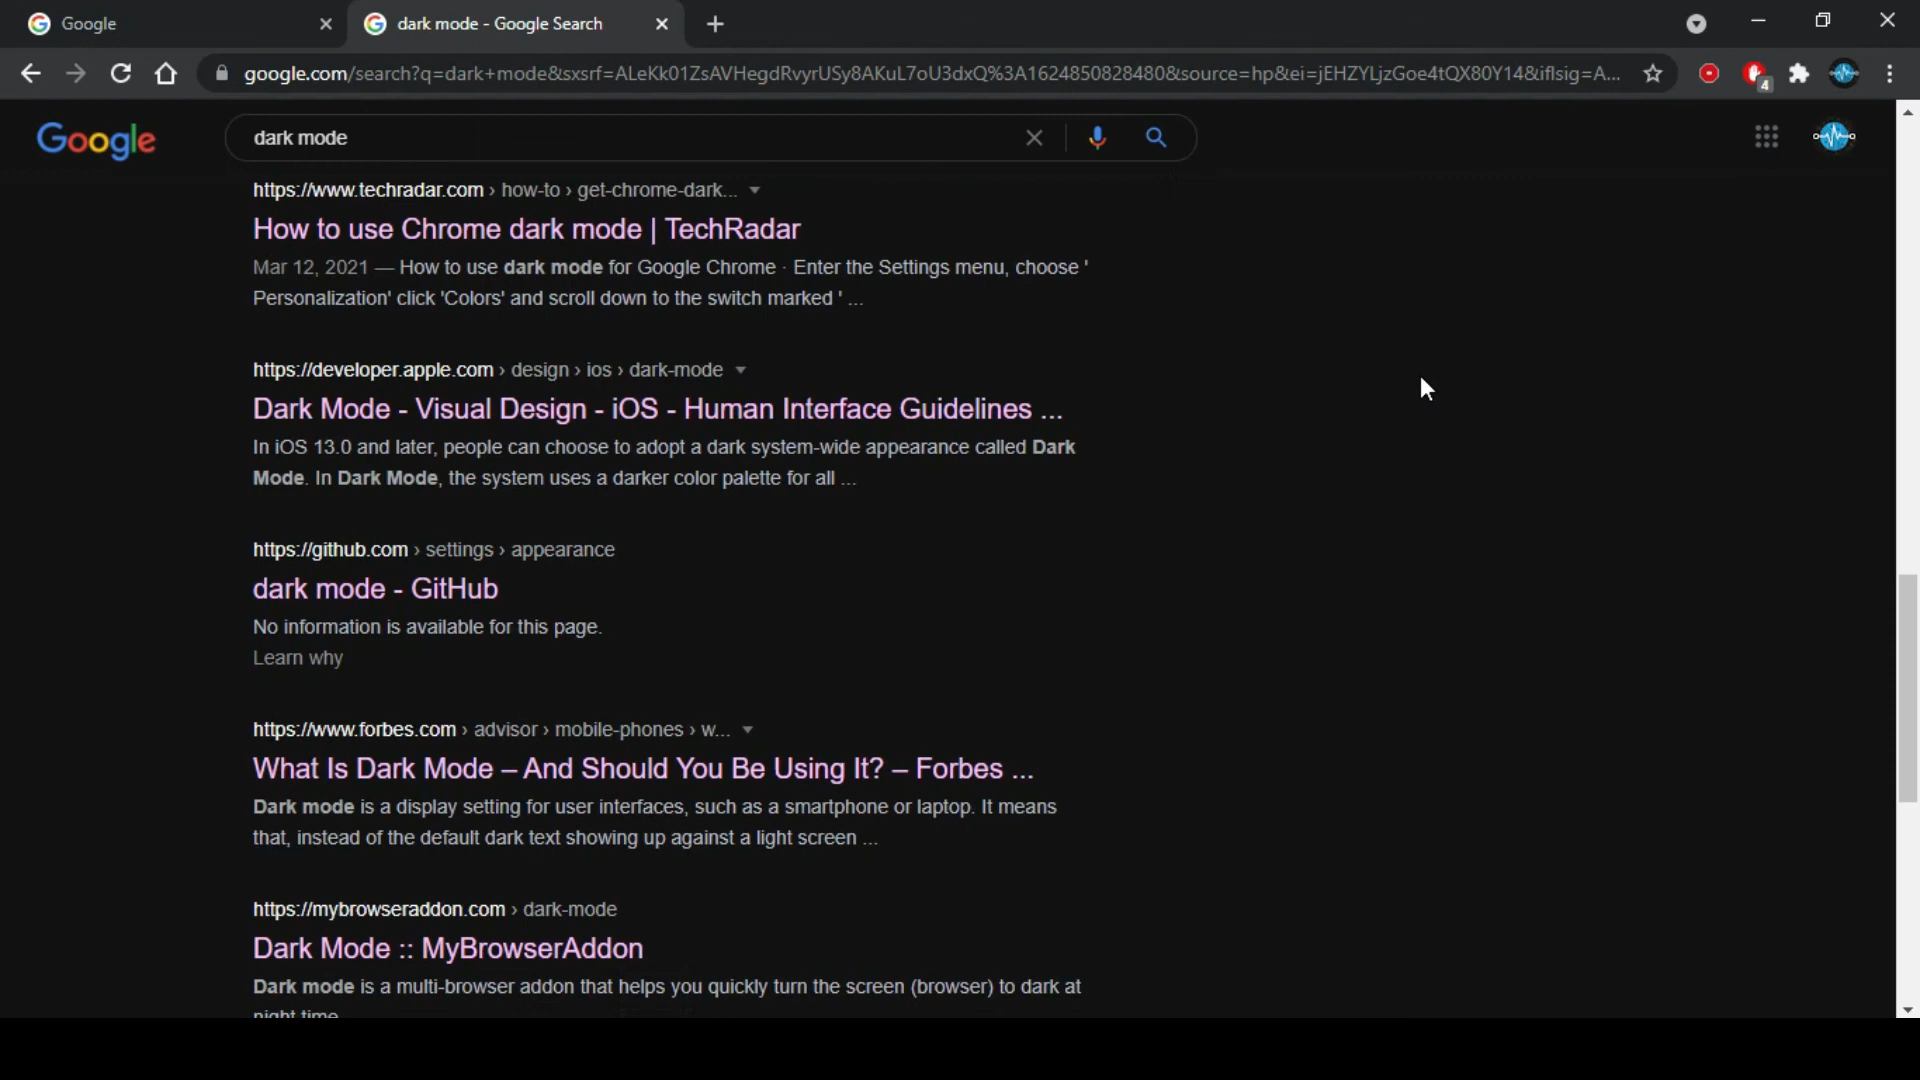 Google
dark mode - Google Search
google.com/search?q=dark+mode&sxsrf=ALeKk01ZsAVHegdRvyrUSy8AKuL7oU3dxQ%3A1624850828480&source=hp&ei=jEHZYLjzGoe4tQX80Y14&iflsig=A...
4
Google
dark mode
https://www.techradar.com › how-to › get-chrome-dark...
How to use Chrome dark mode | TechRadar
Mar 12, 2021 — How to use dark mode for Google Chrome · Enter the Settings menu, choose '
Personalization' click 'Colors' and scroll down to the switch marked ' ...
https://developer.apple.com › design › ios › dark-mode
Dark Mode - Visual Design - iOS - Human Interface Guidelines ...
In iOS 13.0 and later, people can choose to adopt a dark system-wide appearance called Dark
Mode. In Dark Mode, the system uses a darker color palette for all ...
https://github.com › settings › appearance
dark mode - GitHub
No information is available for this page.
Learn why
https://www.forbes.com › advisor › mobile-phones › w...
What Is Dark Mode – And Should You Be Using It? – Forbes ...
Dark mode is a display setting for user interfaces, such as a smartphone or laptop. It means
that, instead of the default dark text showing up against a light screen ...
https://mybrowseraddon.com › dark-mode
Dark Mode :: MyBrowserAddon
Dark mode is a multi-browser addon that helps you quickly turn the screen (browser) to dark at
night time